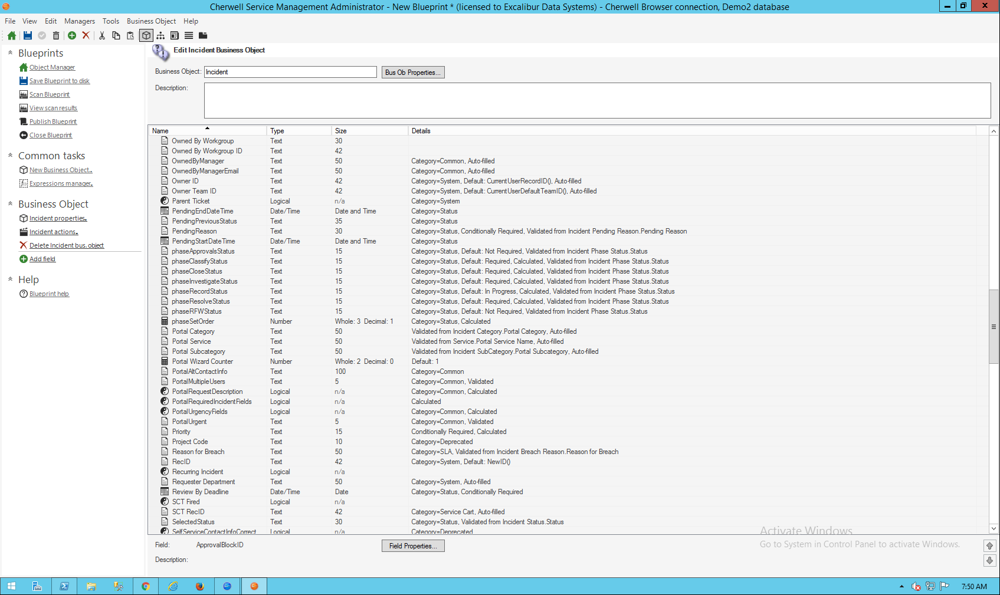 Cherwell Service Management Administrator - New Blueprint * (licensed to Excalibur Data Systems) - Cherwell Browser connection, Demo2 database
File View Edit Managers Tools Business Object Help
Blueprints
Object Manager
Save Blueprint to disk
Scan Blueprint
View scan results
Publish Blueprint
Close Blueprint
Common tasks
New Business Object...
Expressions manager...
Business Object
Incident properties...
Incident actions...
Delete Incident bus. object
Add field
Help
Blueprint help
Edit Incident Business Object
Business Object: Incident Bus Ob Properties...
Description:
Name Type Size Details
Owned By Workgroup Text 30
Owned By Workgroup ID Text 42
OwnedByManager Text 50 Category=Common, Auto-filled
OwnedByManagerEmail Text 50 Category=Common, Auto-filled
Owner ID Text 42 Category=System, Default: CurrentUserRecordID(), Auto-filled
Owner Team ID Text 42 Category=System, Default: CurrentUserDefaultTeamID(), Auto-filled
Parent Ticket Logical n/a Category=System
PendingEndDateTime Date/Time Date and Time Category=Status
PendingPreviousStatus Text 35 Category=Status
PendingReason Text 30 Category=Status, Conditionally Required, Validated from Incident Pending Reason.Pending Reason
PendingStartDateTime Date/Time Date and Time Category=Status
phaseApprovalsStatus Text 15 Category=Status, Default: Not Required, Validated from Incident Phase Status.Status
phaseClassifyStatus Text 15 Category=Status, Default: Required, Calculated, Validated from Incident Phase Status.Status
phaseCloseStatus Text 15 Category=Status, Default: Required, Calculated, Validated from Incident Phase Status.Status
phaseInvestigateStatus Text 15 Category=Status, Default: Required, Calculated, Validated from Incident Phase Status.Status
phaseRecordStatus Text 15 Category=Status, Default: In Progress, Calculated, Validated from Incident Phase Status.Status
phaseResolveStatus Text 15 Category=Status, Default: Required, Calculated, Validated from Incident Phase Status.Status
phaseRFWStatus Text 15 Category=Status, Default: Not Required, Validated from Incident Phase Status.Status
phaseSetOrder Number Whole: 3 Decimal: 1 Category=Status, Calculated
Portal Category Text 50 Validated from Incident Category.Portal Category, Auto-filled
Portal Service Text 50 Validated from Service.Portal Service Name, Auto-filled
Portal Subcategory Text 50 Validated from Incident SubCategory.Portal Subcategory, Auto-filled
Portal Wizard Counter Number Whole: 2 Decimal: 0 Default: 1
PortalAltContactInfo Text 100 Category=Common
PortalMultipleUsers Text 5 Category=Common, Validated
PortalRequestDescription Logical n/a Category=Common, Calculated
PortalRequiredIncidentFields Logical n/a Calculated
PortalUrgencyFields Logical n/a Category=Common, Calculated
PortalUrgent Text 5 Category=Common, Validated
Priority Text 15 Conditionally Required, Calculated
Project Code Text 10 Category=Deprecated
Reason for Breach Text 50 Category=SLA, Validated from Incident Breach Reason.Reason for Breach
RecID Text 42 Category=System, Default: NewID()
Recurring Incident Logical n/a
Requester Department Text 50 Category=System, Auto-filled
Review By Deadline Date/Time Date Category=Status, Conditionally Required
SCT Fired Logical n/a
SCT RecID Text 42 Category=Service Cart, Auto-filled
SelectedStatus Text 30 Category=Status, Validated from Incident Status.Status
SelfServiceContactInfoCorrect Logical n/a Category=Deprecated
Activate Windows
Go to System in Control Panel to activate Windows.
Field: ApprovalBlockID Field Properties...
Description:
7:50 AM